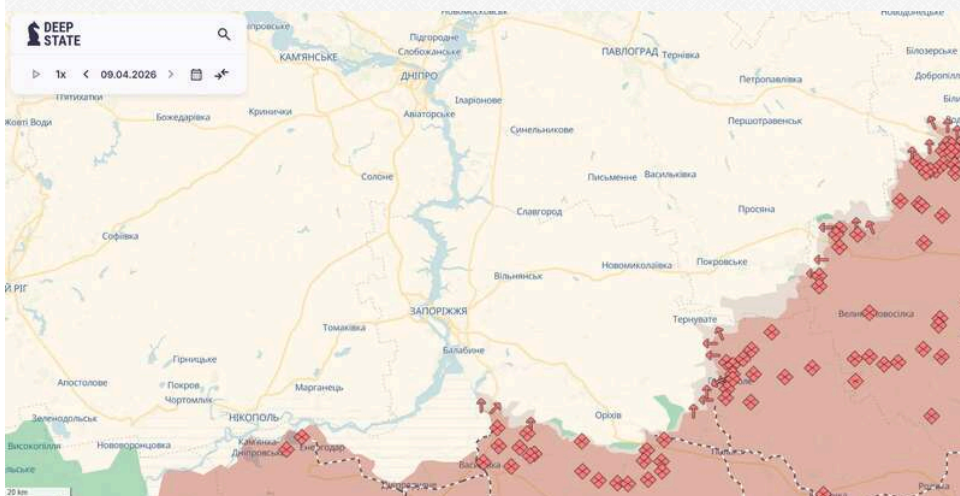 DEEP
STATE
1x
09.04.2026
Підгородне
Слобожанське
КАМ'ЯНСЬКЕ
ДНІПРО
ПАВЛОГРАД
Тернівка
Білозерське
Петропавлівка
Жовті Води
Божедарівка
Кринички
Авіаторське
Іларіонове
Синельникове
Першотравенськ
Солоне
Письменне
Васильківка
Славгород
Просяна
Софіївка
Вільнянськ
Новомиколаївка
Покровське
ЗАПОРІЖЖЯ
Томаківка
Тернувате
Балабине
Гірницьке
Апостолове
Покров
Чортомлик
Марганець
Зеленодольськ
НІКОПОЛЬ
Оріхів
Високопілля
Нововоронцовка
Енергодар
20 km